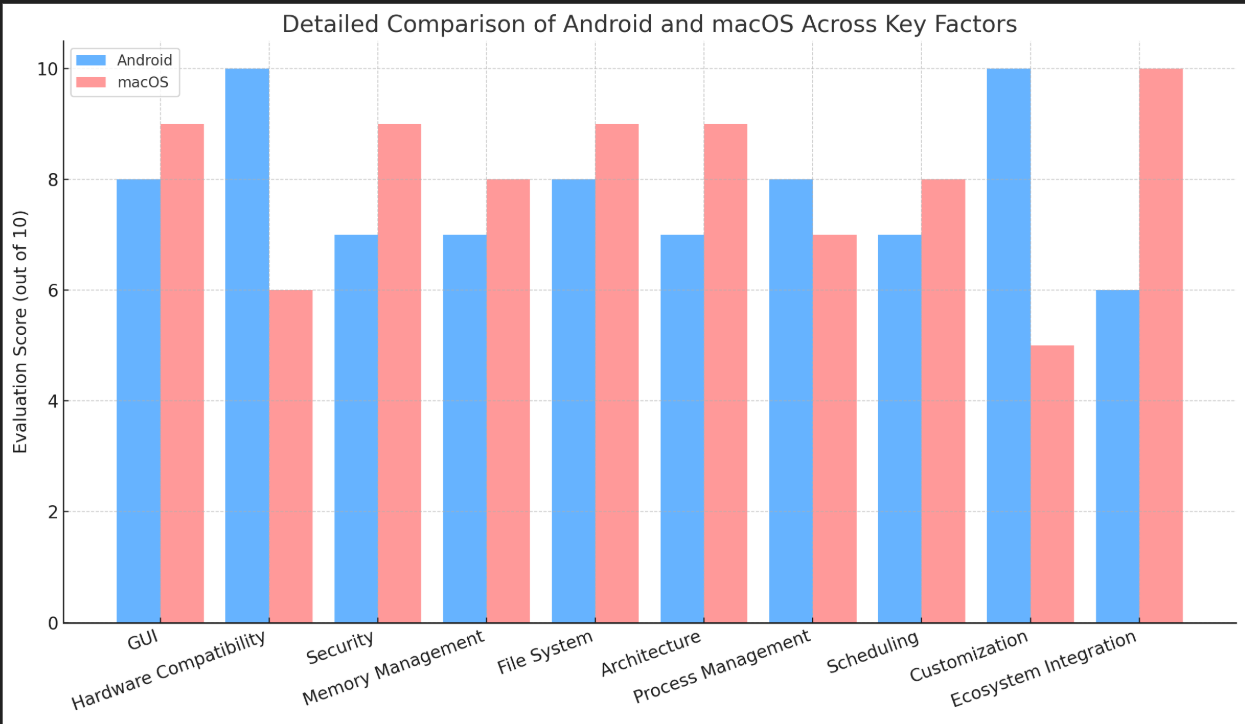 Detailed Comparison of Android and macOS Across Key Factors
Android
macOS
Evaluation Score (out of 10)
10
8
6
4
2
0
GUI
Hardware Compatibility
Security
Memory Management
File System
Architecture
Process Management
Scheduling
Customization
Ecosystem Integration